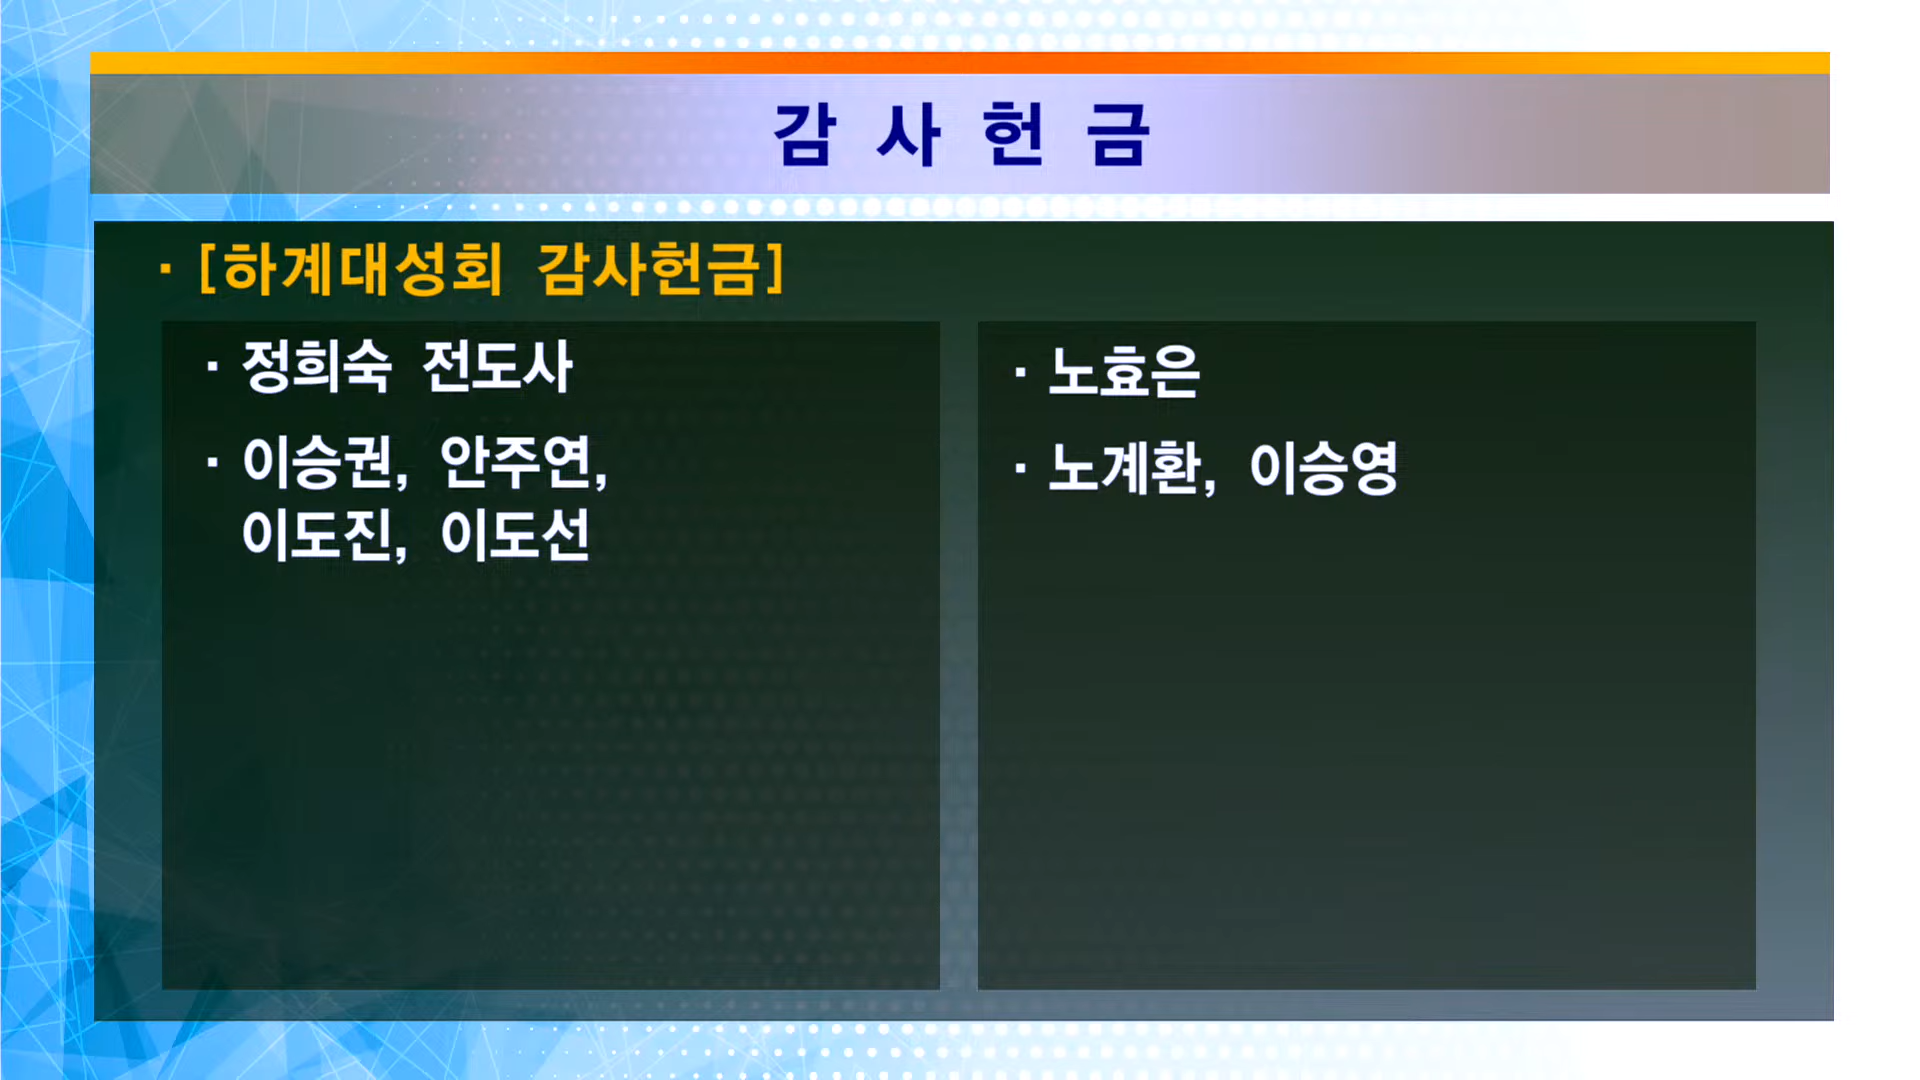 감 사 헌 금
· [하계대성회 감사헌금]
· 정희숙 전도사
· 이승권, 안주연,
이도진, 이도선
· 노효은
· 노계환, 이승영